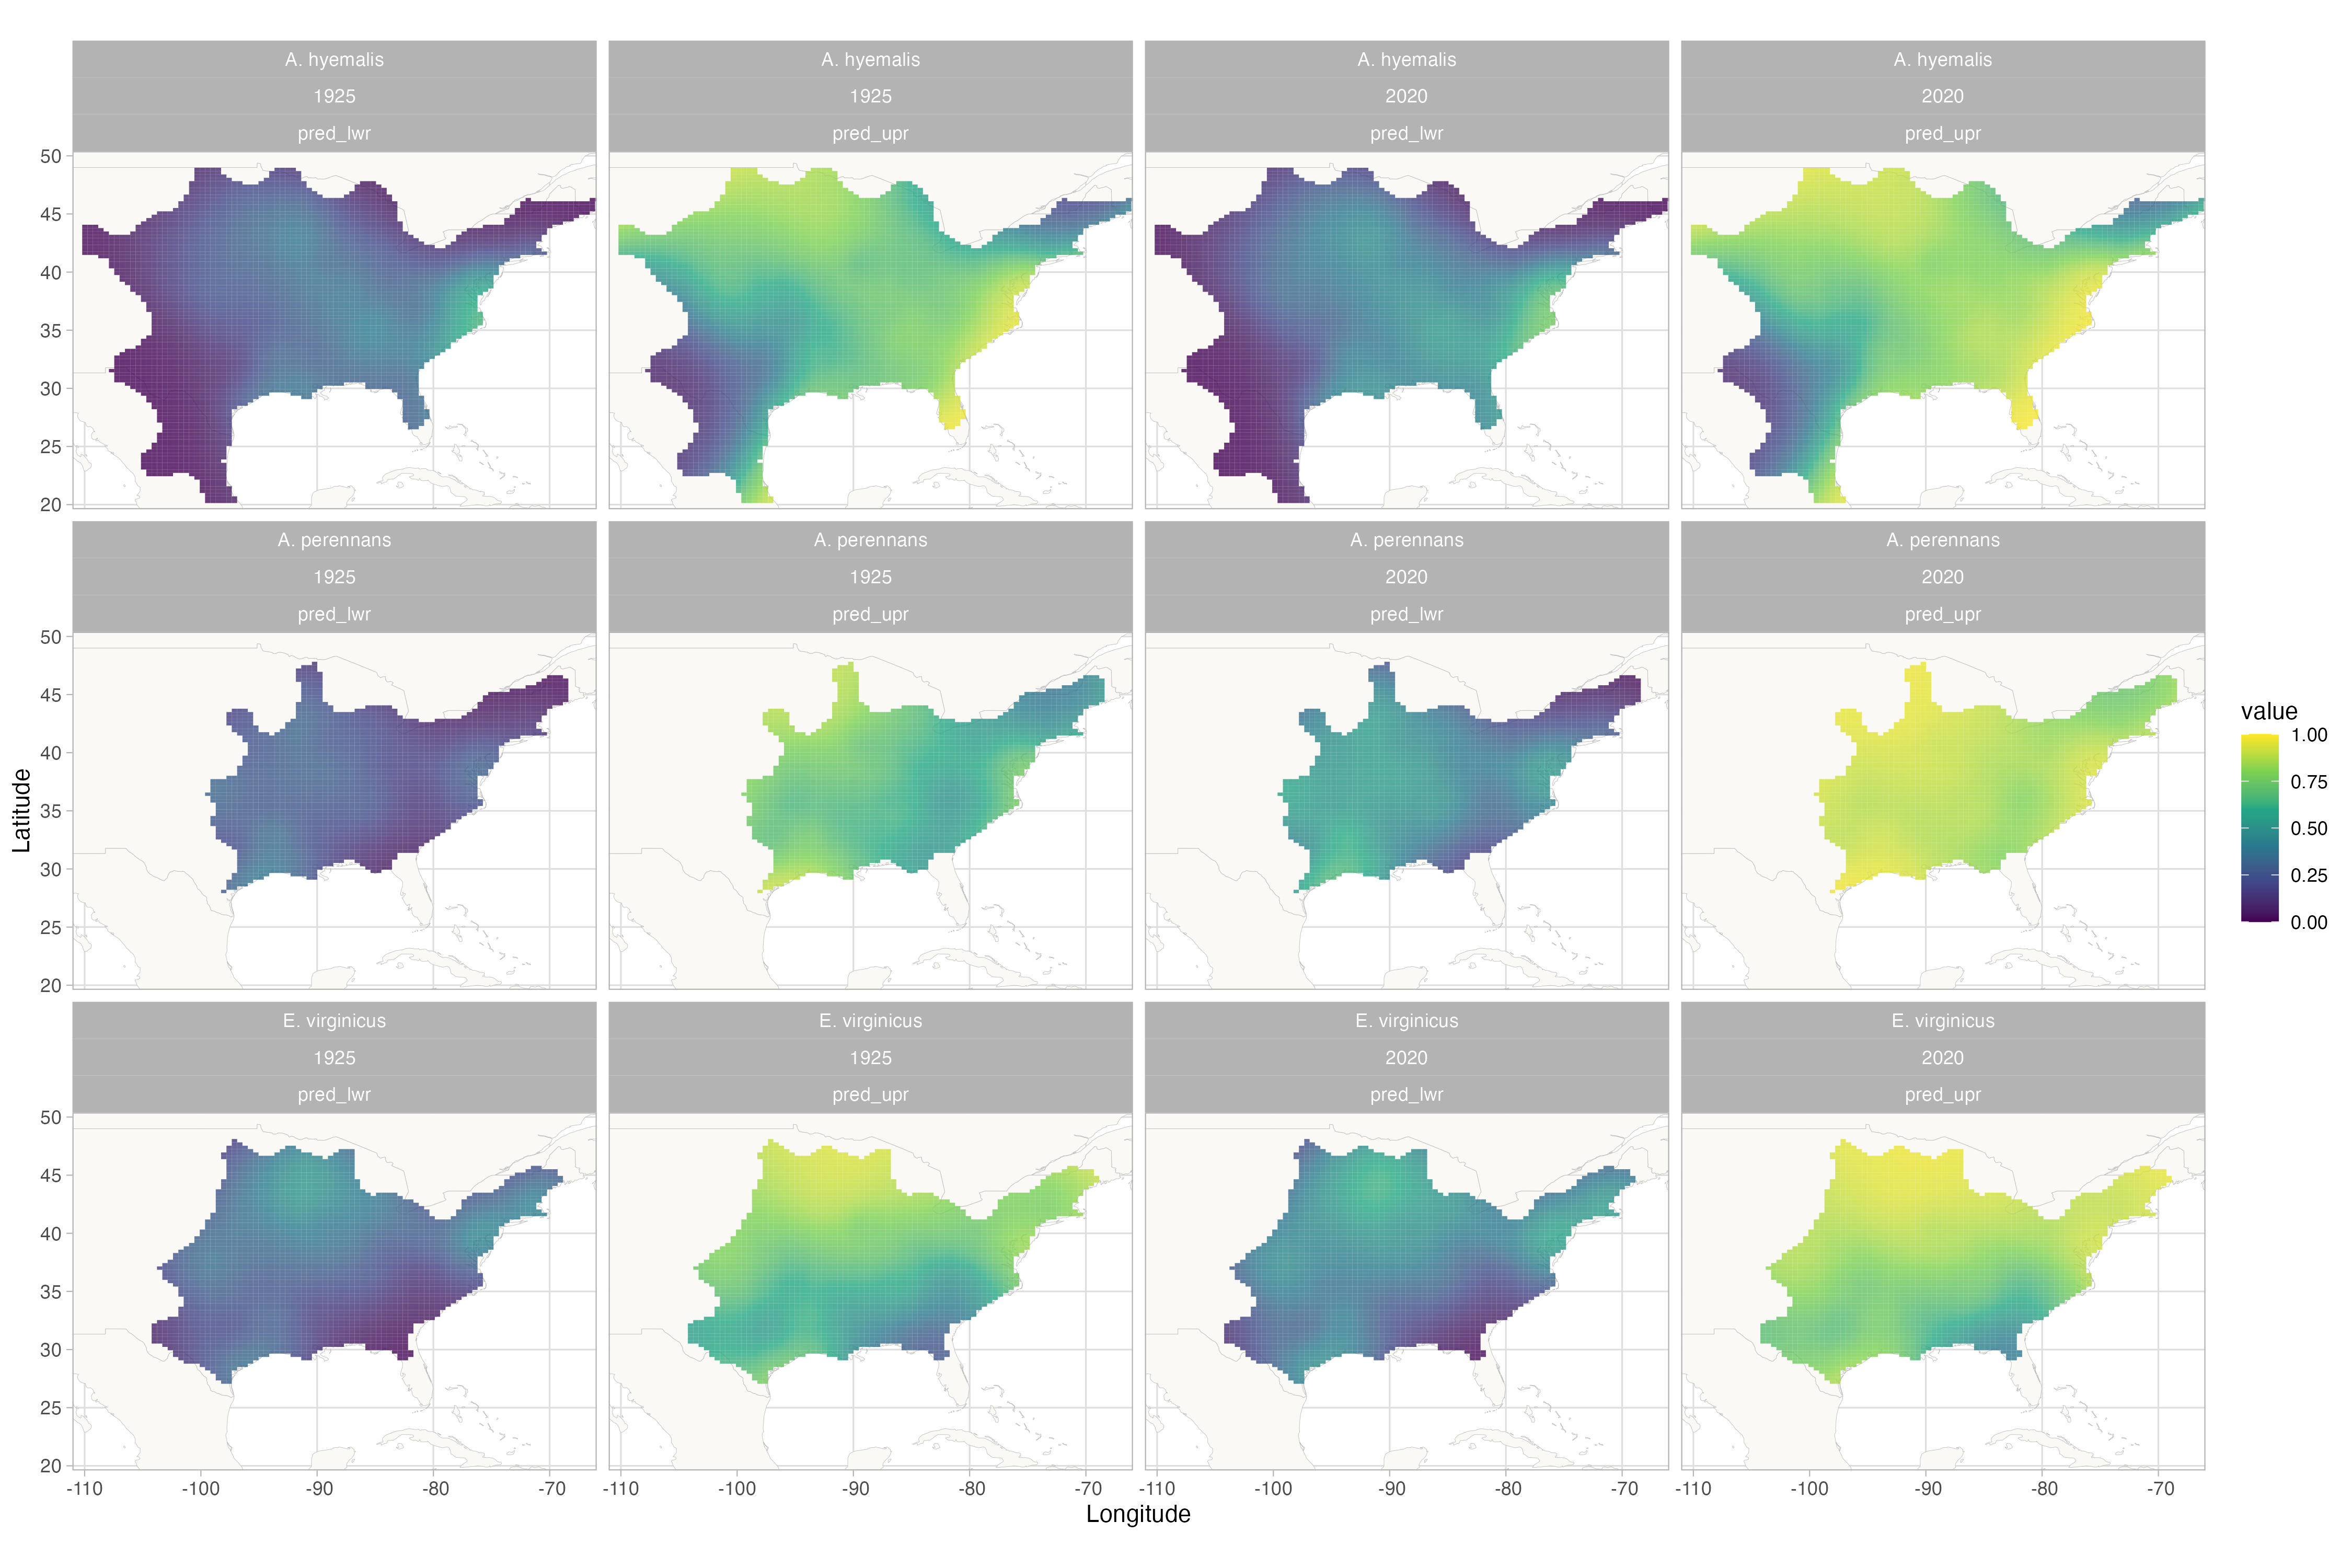 A. hyemalis A. hyemalis A. hyemalis A. hyemalis
1925 1925 2020 2020
pred_lwr pred_upr pred_lwr pred_upr
50
45
40
35
30
25
20
A. perennans A. perennans A. perennans A. perennans
1925 1925 2020 2020
pred_lwr pred_upr pred_lwr pred_upr
50
45
40
35
30
25
20
Latitude
E. virginicus E. virginicus E. virginicus E. virginicus
1925 1925 2020 2020
pred_lwr pred_upr pred_lwr pred_upr
50
45
40
35
30
25
20
-110 -100 -90 -80 -70 -110 -100 -90 -80 -70 -110 -100 -90 -80 -70 -110 -100 -90 -80 -70
Longitude
value
1.00
0.75
0.50
0.25
0.00